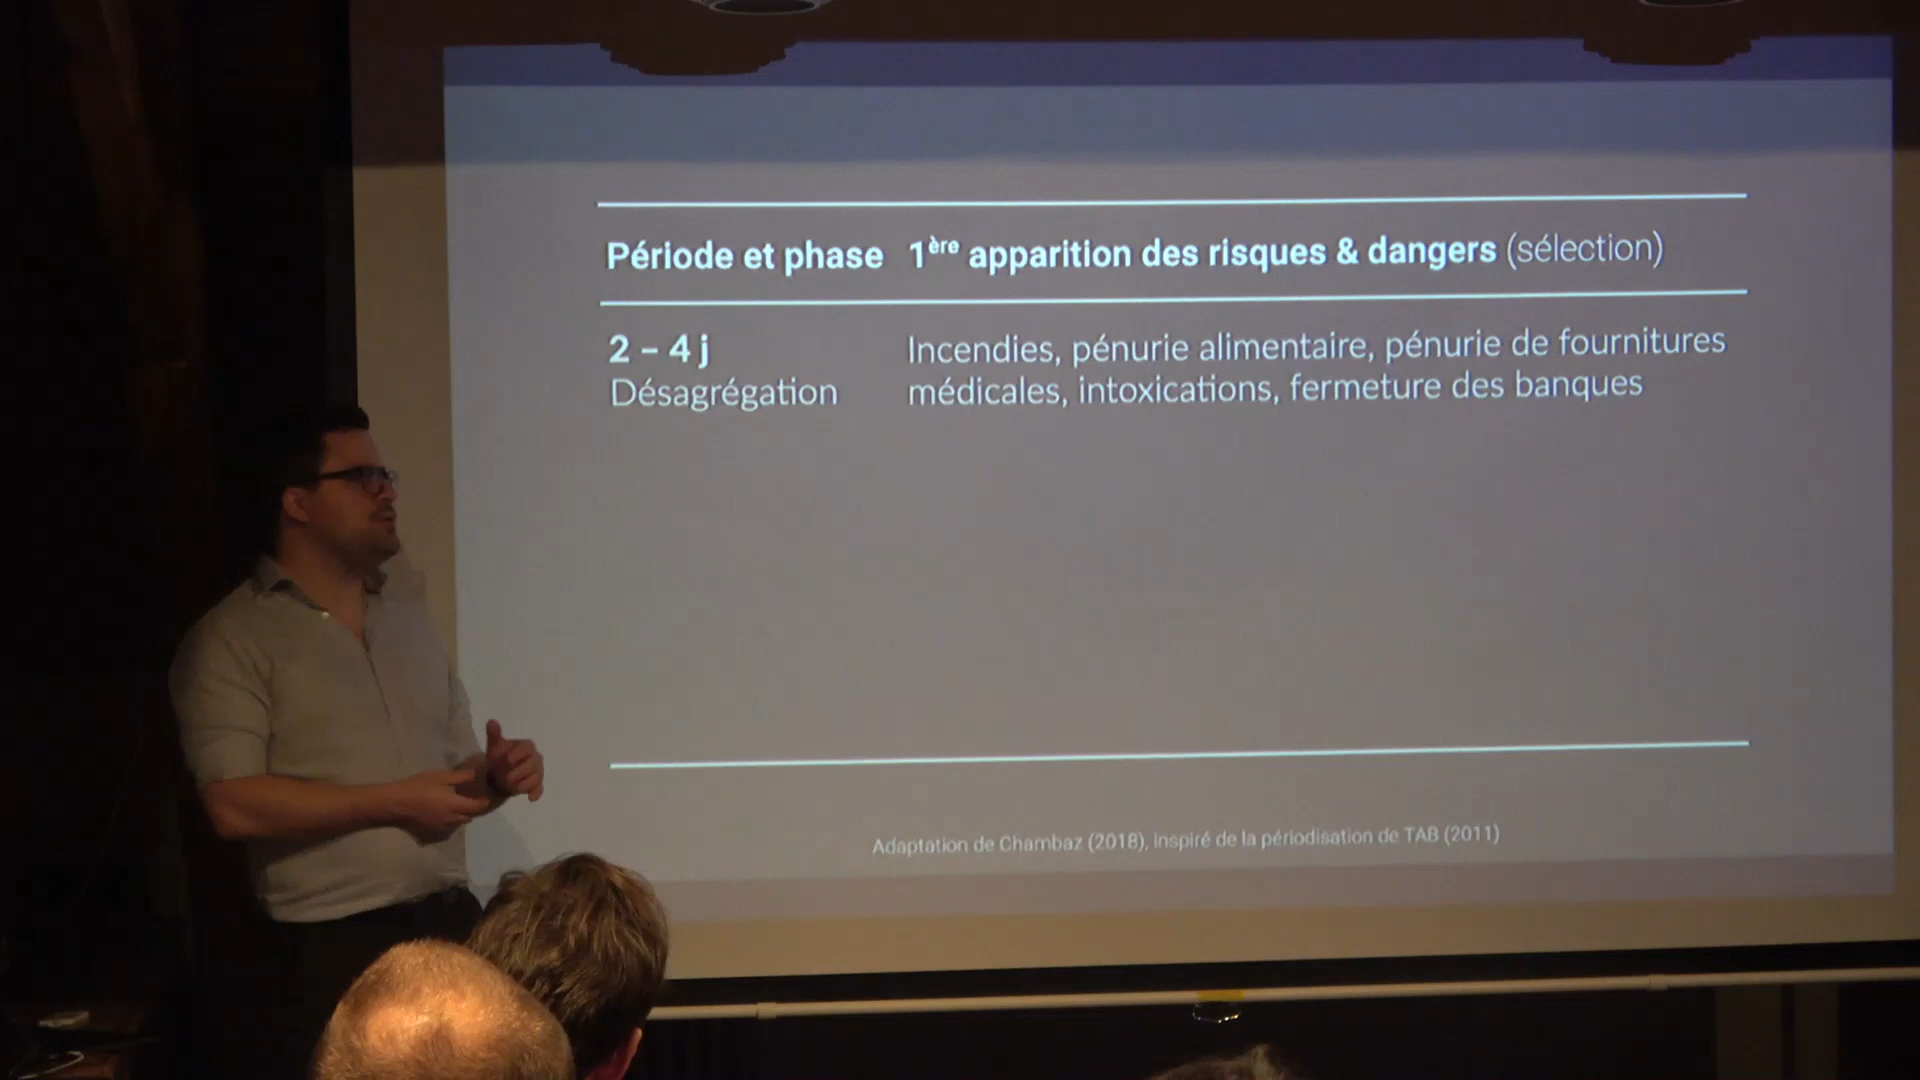 Période et phase 1ère apparition des risques & dangers (sélection)
2 – 4 j Incendies, pénurie alimentaire, pénurie de fournitures
Désagrégation médicales, intoxications, fermeture des banques
Adaptation de Chambaz (2018), inspiré de la périodisation de TAB (2011)